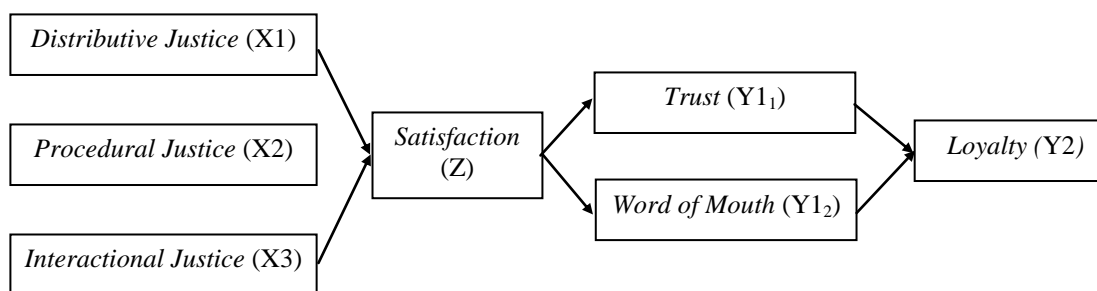 Distributive Justice (X1)
Procedural Justice (X2)
Interactional Justice (X3)
Satisfaction
(Z)
Trust (Y1₁)
Word of Mouth (Y1₂)
Loyalty (Y2)